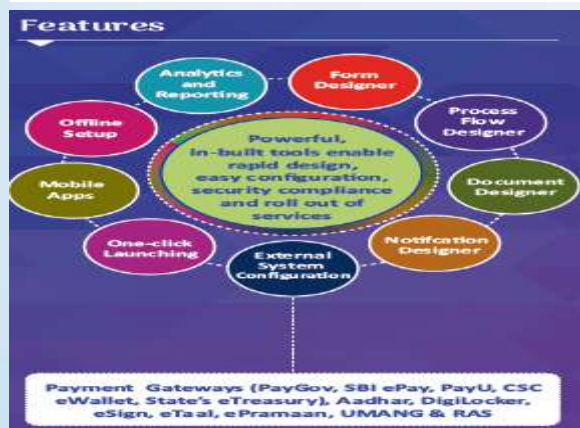 Features
Analytics
and
Reporting
Form
Designer
Process
Flow
Designer
Document
Designer
Notifcation
Designer
External
System
Configuration
One-click
Launching
Mobile
Apps
Offline
Setup
Powerful,
in-built tools enable
rapid design,
easy configuration,
security compliance
and roll out of
services
Payment Gateways (PayGov, SBI ePay, PayU, CSC
eWallet, State's eTreasury), Aadhar, DigiLocker,
eSign, eTaal, ePramaan, UMANG & RAS